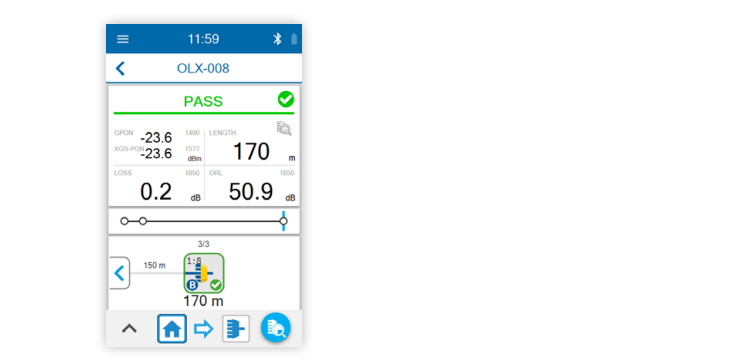 11:59
OLX-008
PASS
GPON -23.6 1490 LENGTH
XGS-PON -23.6 1577 dBm 170 m
LOSS 1650 ORL 1650
0.2 dB 50.9 dB
3/3
150 m
1:8
B
170 m